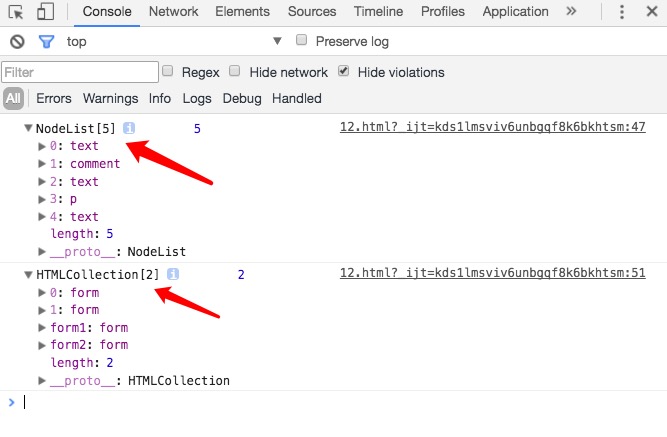 Console Network Elements Sources Timeline Profiles Application »
top Preserve log
Filter Regex Hide network Hide violations
All Errors Warnings Info Logs Debug Handled
NodeList[5] i 5 12.html?_ijt=kds1lmsviv6unbggf8k6bkhtsm:47
0: text
1: comment
2: text
3: p
4: text
length: 5
__proto__: NodeList
HTMLCollection[2] i 2 12.html?_ijt=kds1lmsviv6unbggf8k6bkhtsm:51
0: form
1: form
form1: form
form2: form
length: 2
__proto__: HTMLCollection
>